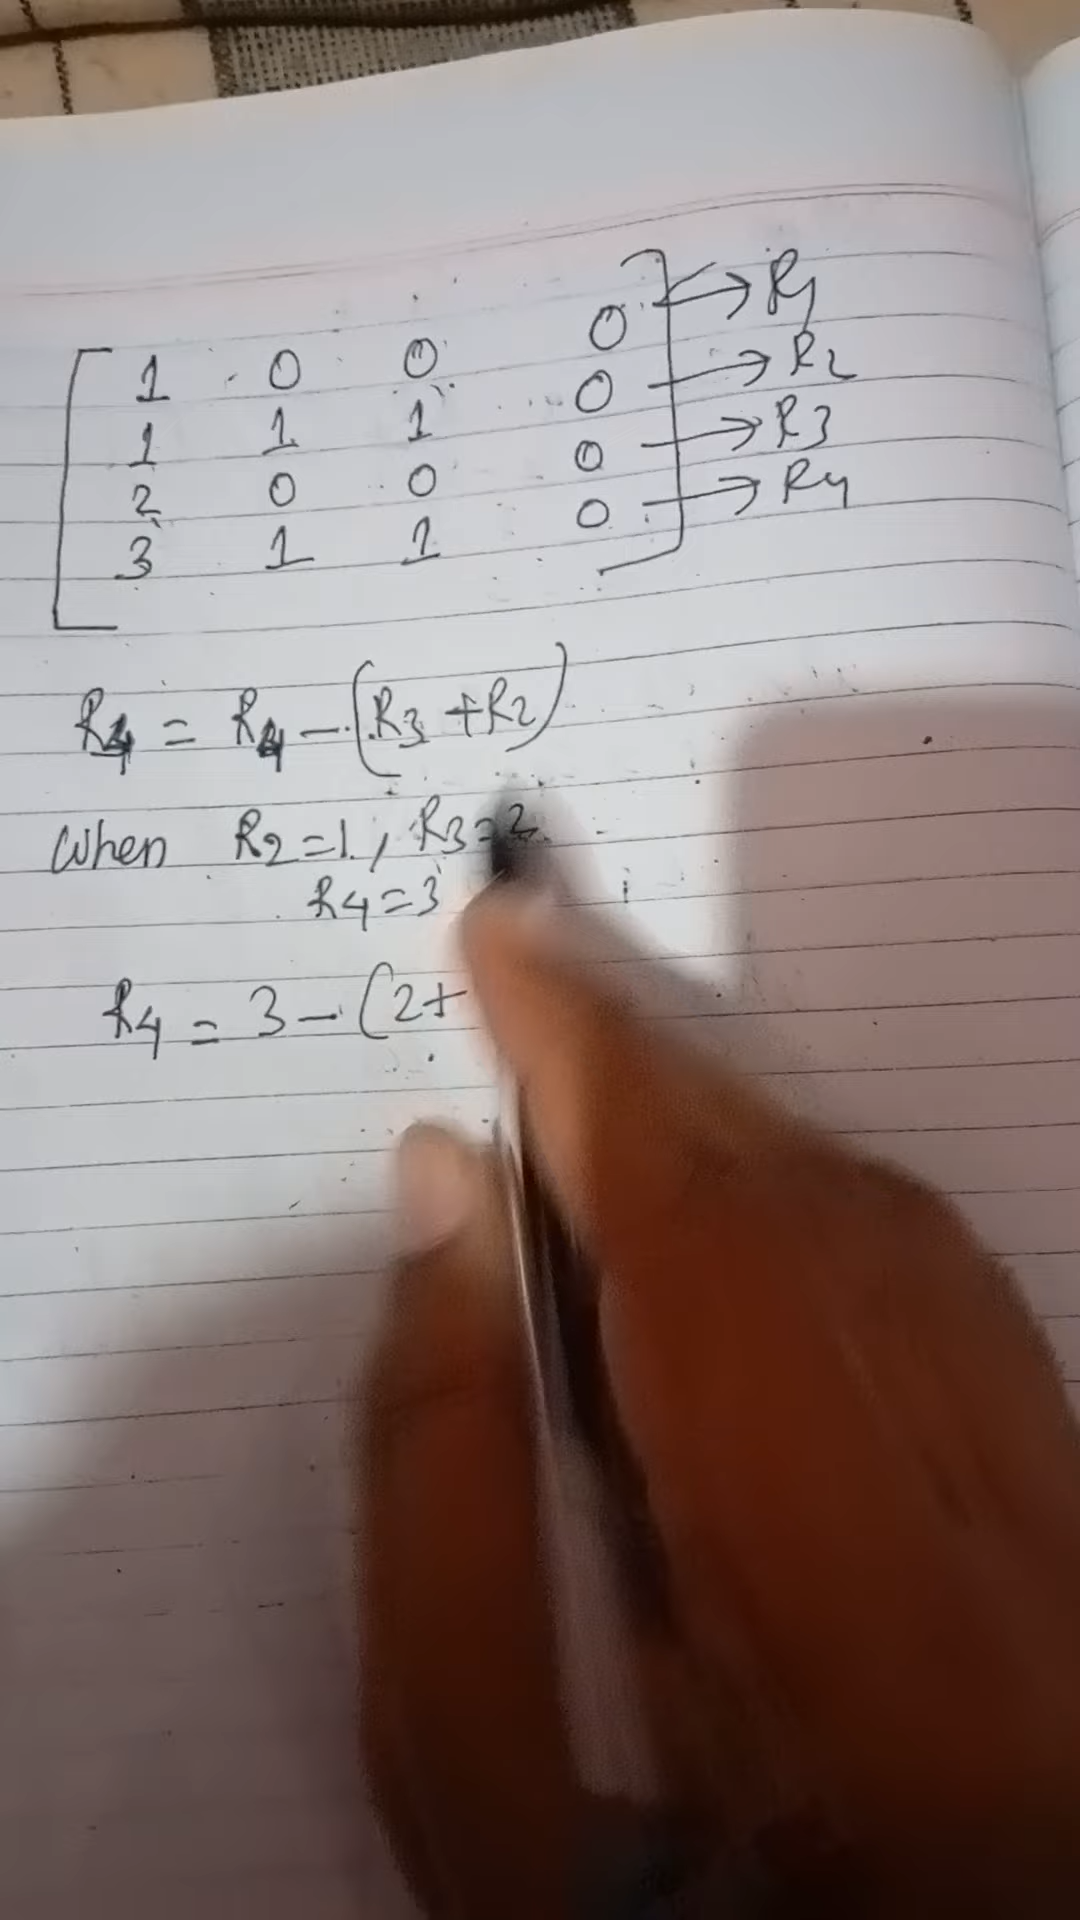 1 0 0 0 → R1
1 1 1 0 → R2
2 0 0 0 → R3
3 1 1 0 → R4
R4 = R4 - (R3 + R2)
When R2 = 1, R3 = 2
R4 = 3
R4 = 3 - (2 +